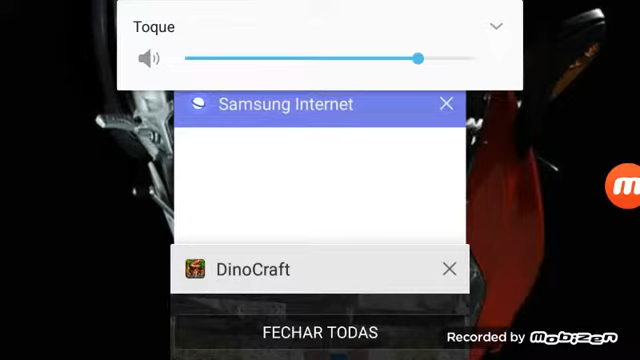 Toque
Samsung Internet
DinoCraft
FECHAR TODAS
Recorded by mobizen